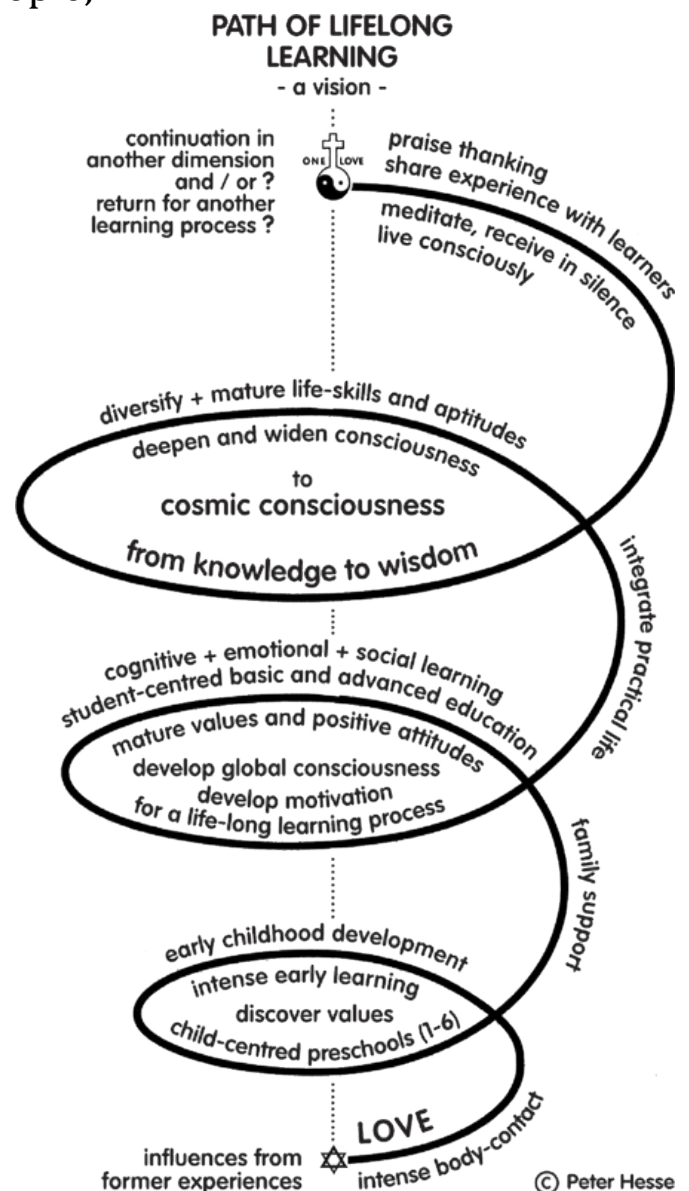 PATH OF LIFELONG
LEARNING
- a vision -
continuation in
another dimension
and / or ?
return for another
learning process ?
ONE LOVE
praise thanking
share experience with learners
meditate, receive in silence
live consciously
diversify + mature life-skills and aptitudes
deepen and widen consciousness
to
cosmic consciousness
from knowledge to wisdom
integrate practical life
cognitive + emotional + social learning
student-centred basic and advanced education
mature values and positive attitudes
develop global consciousness
develop motivation
for a life-long learning process
family support
early childhood development
intense early learning
discover values
child-centred preschools (1-6)
LOVE
intense body-contact
influences from
former experiences
© Peter Hesse